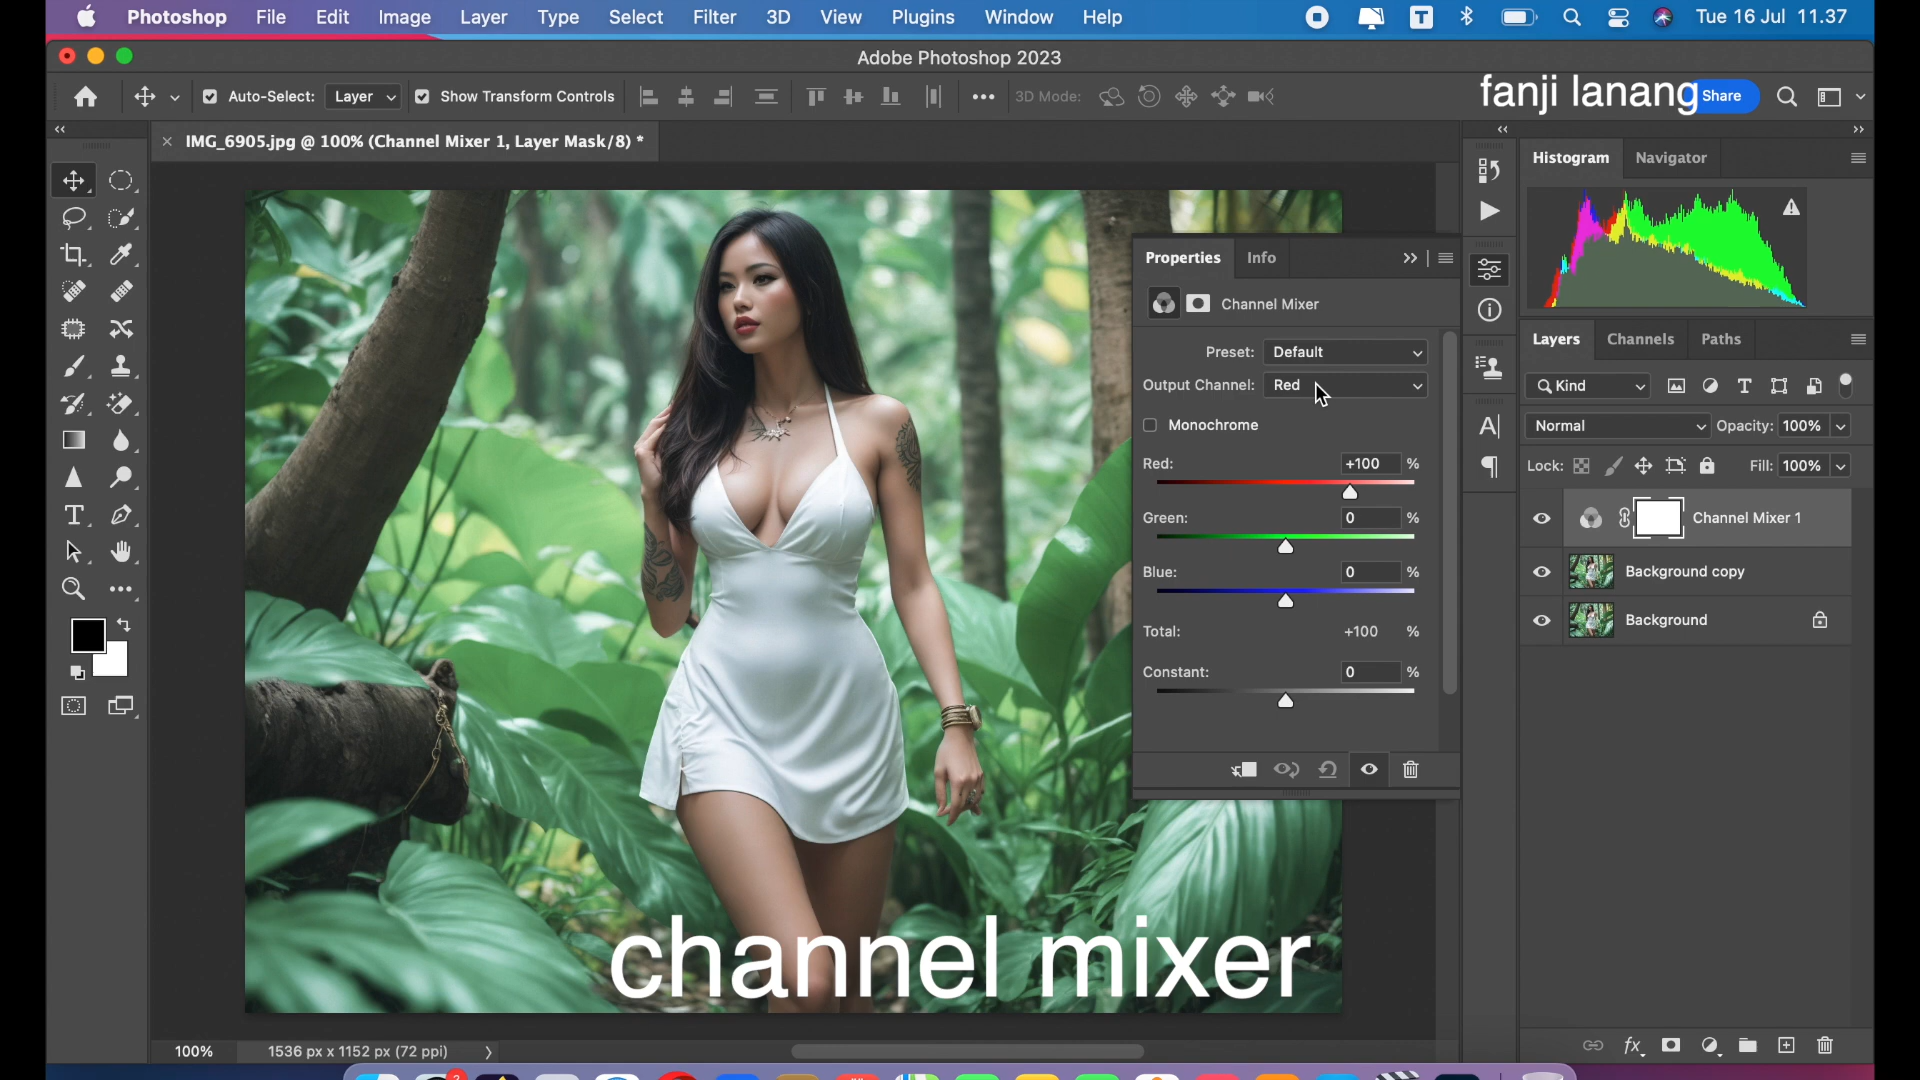 Photoshop File Edit Image Layer Type Select Filter 3D View Plugins Window Help Tue 16 Jul 11.37
Adobe Photoshop 2023
Auto-Select: Layer Show Transform Controls 3D Mode: Share
fanji lanang
IMG_6905.jpg @ 100% (Channel Mixer 1, Layer Mask/8) *
Histogram Navigator
Properties Info
Channel Mixer
Preset: Default
Output Channel: Red
Monochrome
Red: +100 %
Green: 0 %
Blue: 0 %
Total: +100 %
Constant: 0 %
Layers Channels Paths
Kind
Normal Opacity: 100%
Lock: Fill: 100%
Channel Mixer 1
Background copy
Background
channel mixer
100% 1536 px x 1152 px (72 ppi)